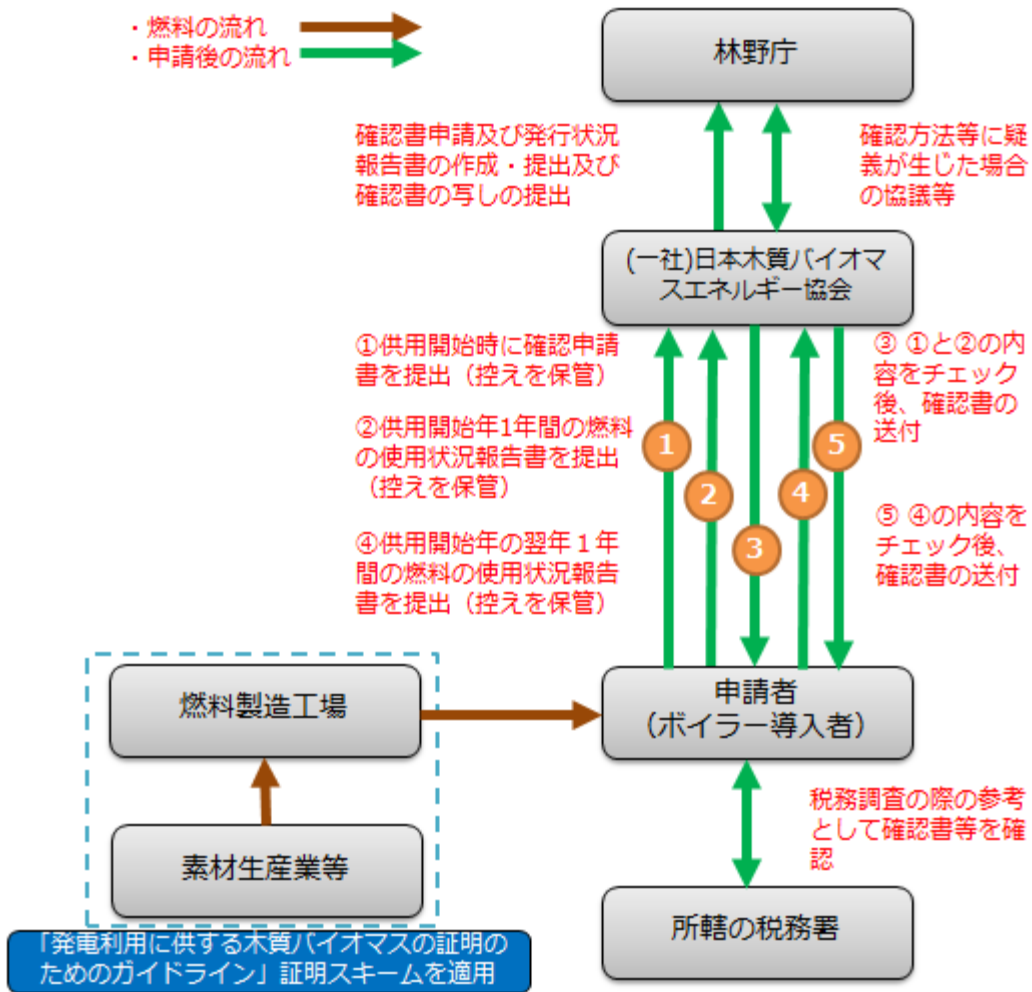 ・燃料の流れ
・申請後の流れ
林野庁
確認書申請及び発行状況
報告書の作成・提出及び
確認書の写しの提出
確認方法等に疑
義が生じた場合
の協議等
(一社)日本木質バイオマ
スエネルギー協会
①供用開始時に確認申請
書を提出（控えを保管）
②供用開始年1年間の燃料
の使用状況報告書を提出
（控えを保管）
④供用開始年の翌年１年
間の燃料の使用状況報告
書を提出（控えを保管）
1
2
3
4
5
③ ①と②の内
容をチェック
後、確認書の
送付
⑤ ④の内容を
チェック後、
確認書の送付
燃料製造工場
素材生産業等
「発電利用に供する木質バイオマスの証明の
ためのガイドライン」証明スキームを適用
申請者
（ボイラー導入者）
税務調査の際の参考
として確認書等を確
認
所轄の税務署